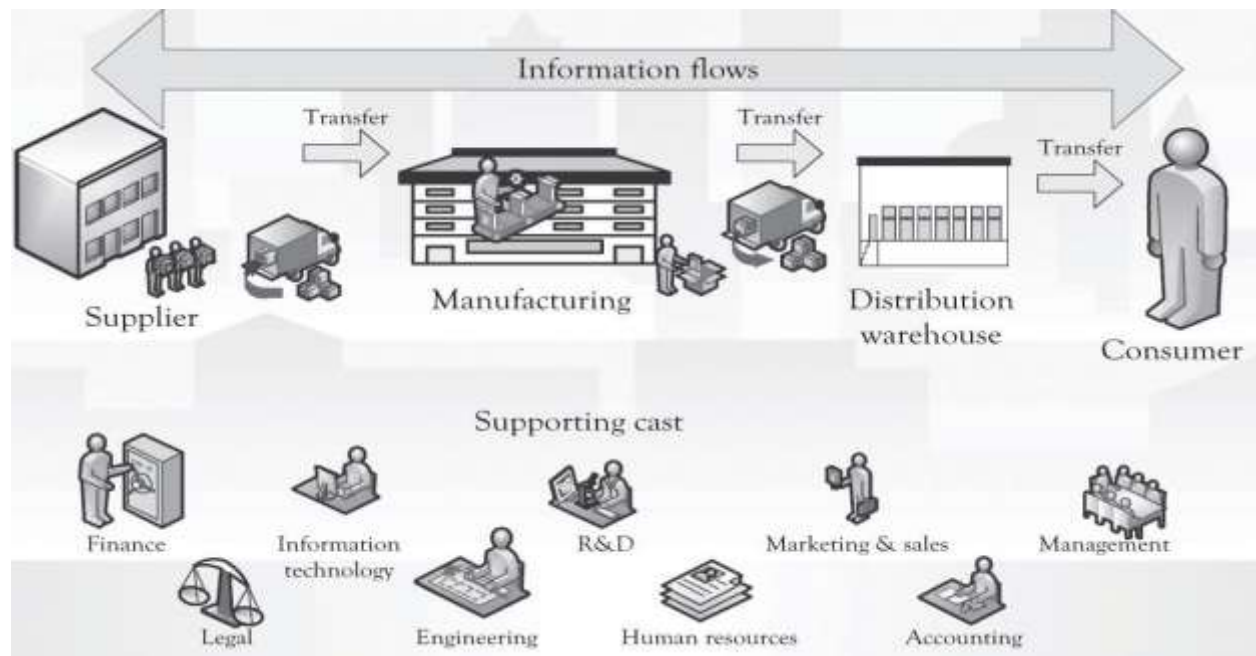 Information flows
Transfer
Transfer
Transfer
Supplier
Manufacturing
Distribution
warehouse
Consumer
Supporting cast
Finance
Information
technology
R&D
Marketing & sales
Management
Legal
Engineering
Human resources
Accounting